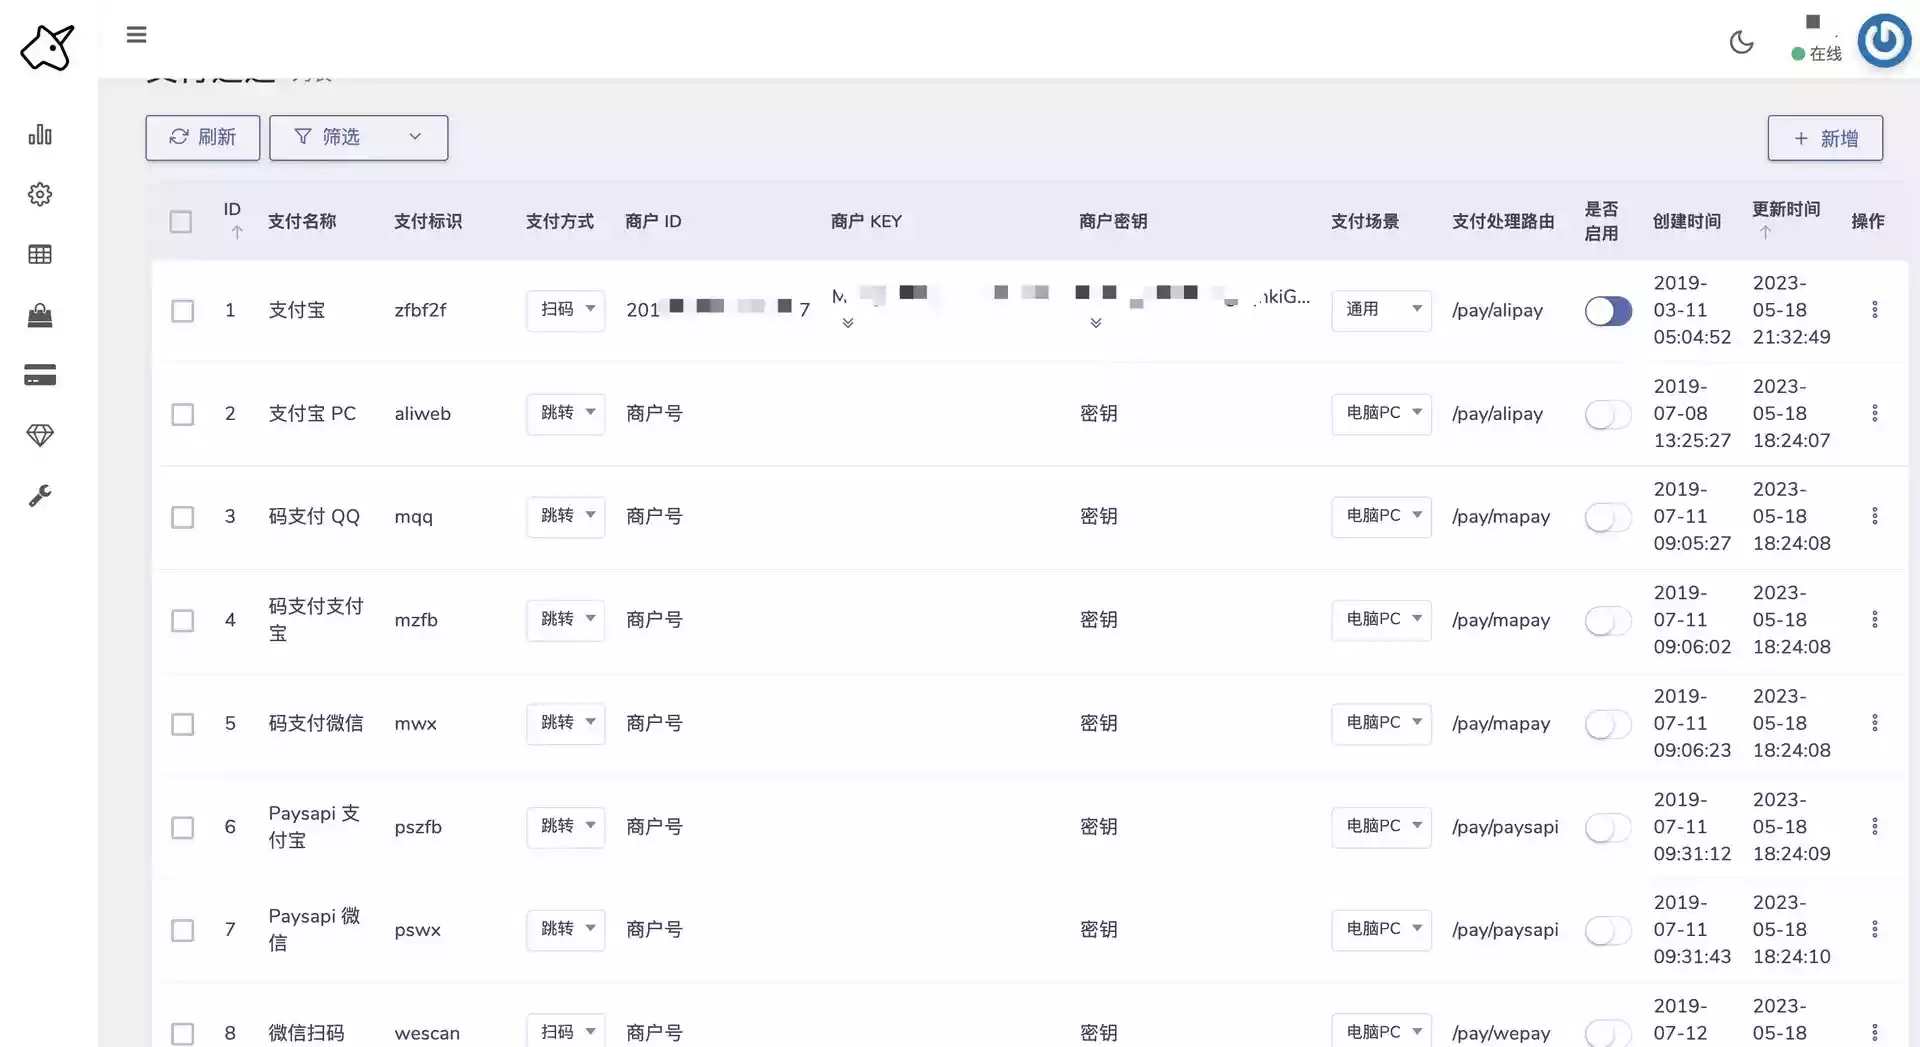 在线
刷新
筛选
新增
ID 支付名称 支付标识 支付方式 商户 ID 商户 KEY 商户密钥 支付场景 支付处理路由 是否 创建时间 更新时间 操作
启用
1 支付宝 zfbf2f 扫码 201 7 nkiG... 通用 /pay/alipay 2019- 2023-
03-11 05-18
05:04:52 21:32:49
2 支付宝 PC aliweb 跳转 商户号 密钥 电脑PC /pay/alipay 2019- 2023-
07-08 05-18
13:25:27 18:24:07
3 码支付 QQ mqq 跳转 商户号 密钥 电脑PC /pay/mapay 2019- 2023-
07-11 05-18
09:05:27 18:24:08
4 码支付支付 mzfb 跳转 商户号 密钥 电脑PC /pay/mapay 2019- 2023-
宝 07-11 05-18
09:06:02 18:24:08
5 码支付微信 mwx 跳转 商户号 密钥 电脑PC /pay/mapay 2019- 2023-
07-11 05-18
09:06:23 18:24:08
6 Paysapi 支 pszfb 跳转 商户号 密钥 电脑PC /pay/paysapi 2019- 2023-
付宝 07-11 05-18
09:31:12 18:24:09
7 Paysapi 微 pswx 跳转 商户号 密钥 电脑PC /pay/paysapi 2019- 2023-
信 07-11 05-18
09:31:43 18:24:10
8 微信扫码 wescan 扫码 商户号 密钥 电脑PC /pay/wepay 2019- 2023-
07-12 05-18